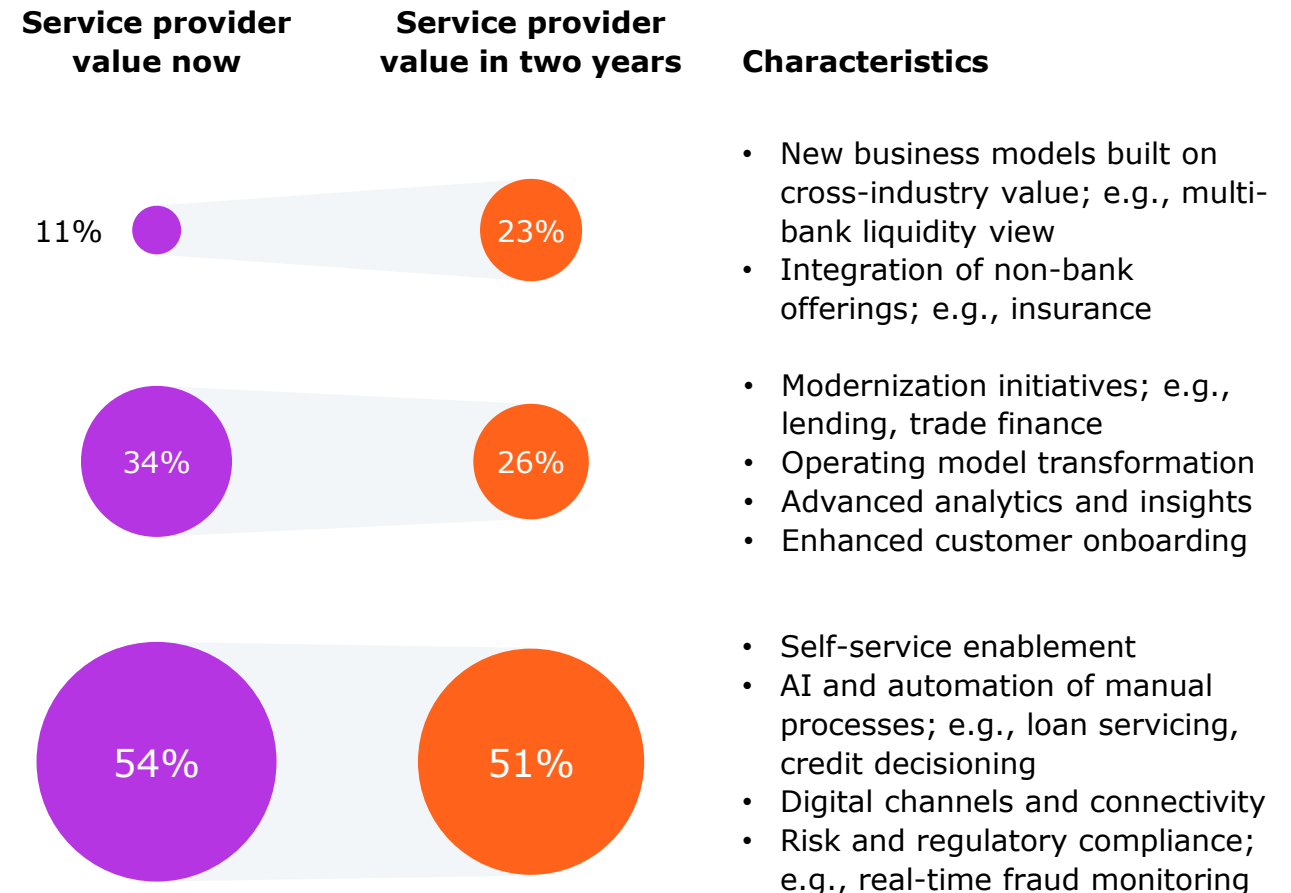 Service provider
value now
Service provider
value in two years
Characteristics
11%
23%
• New business models built on
cross-industry value; e.g., multi-
bank liquidity view
• Integration of non-bank
offerings; e.g., insurance
34%
26%
• Modernization initiatives; e.g.,
lending, trade finance
• Operating model transformation
• Advanced analytics and insights
• Enhanced customer onboarding
54%
51%
• Self-service enablement
• AI and automation of manual
processes; e.g., loan servicing,
credit decisioning
• Digital channels and connectivity
• Risk and regulatory compliance;
e.g., real-time fraud monitoring